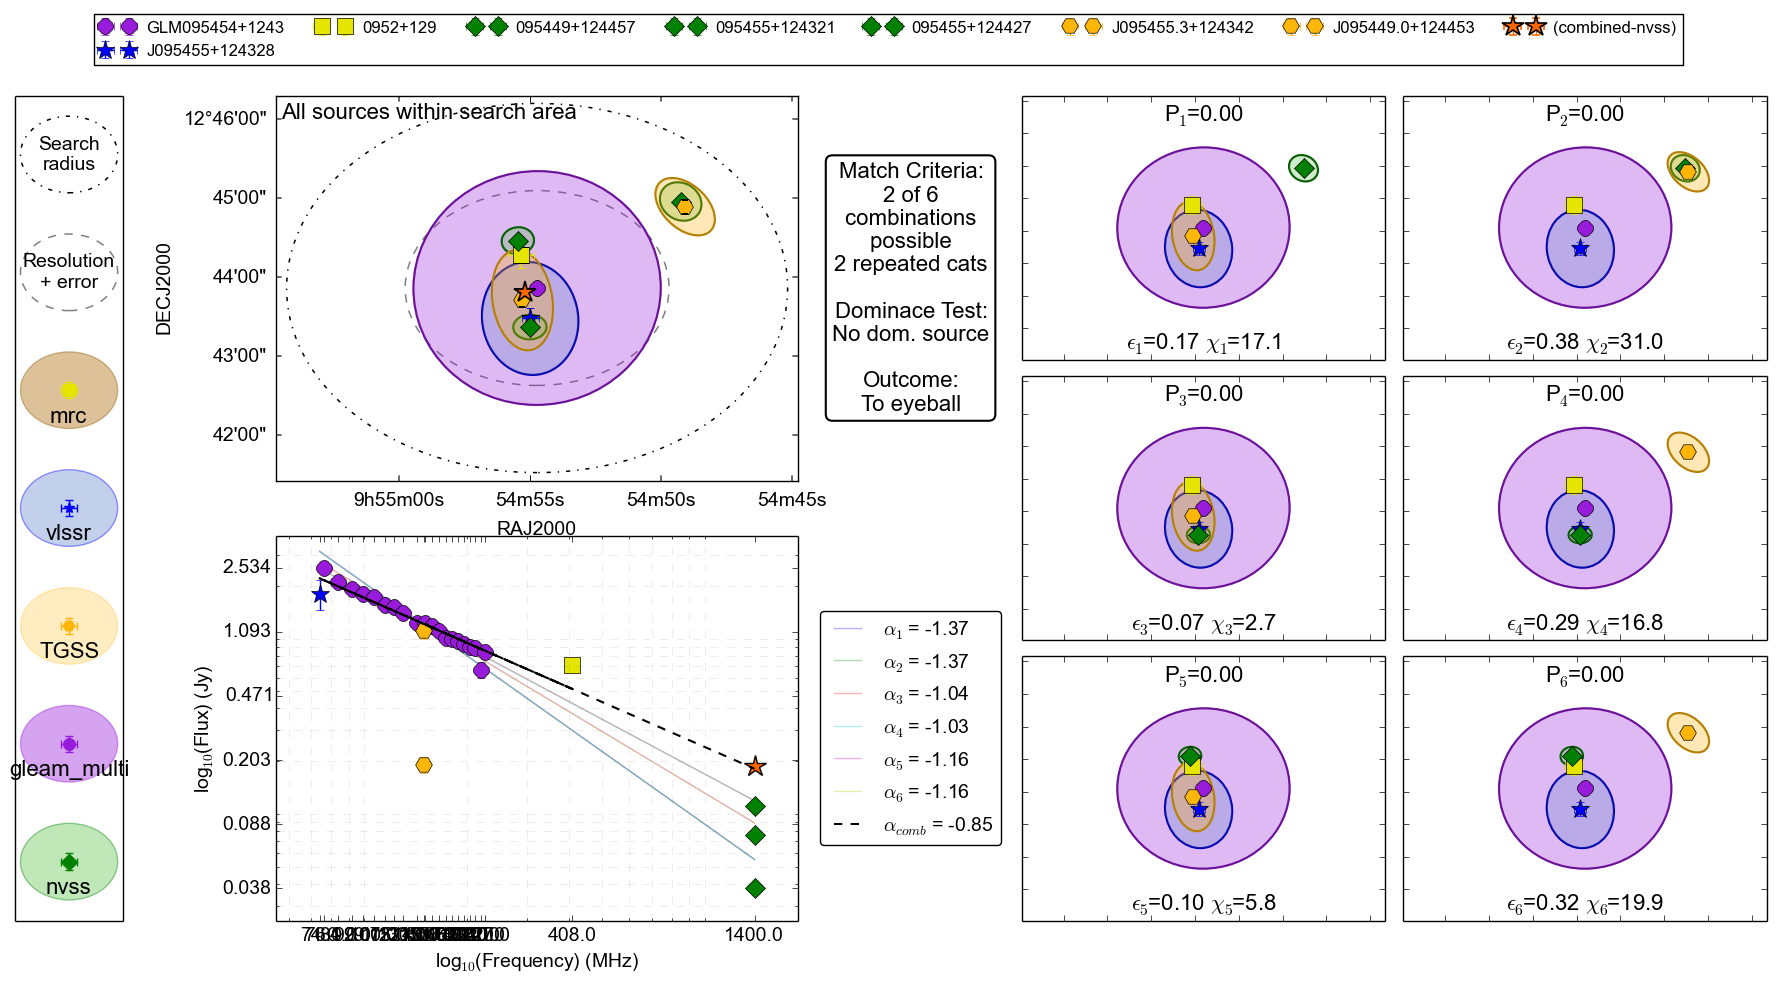 GLM095454+1243 0952+129 095449+124457 095455+124321 095455+124427 J095455.3+124342 J095449.0+124453 (combined-nvss)
J095455+124328
Search
radius
Resolution
+ error
mrc
vlssr
TGSS
gleam_multi
nvss
All sources within search area
12°46'00"
45'00"
44'00"
43'00"
42'00"
DECJ2000
9h55m00s 54m55s 54m50s 54m45s
RAJ2000
Match Criteria:
2 of 6
combinations
possible
2 repeated cats
Dominace Test:
No dom. source
Outcome:
To eyeball
2.534
1.093
0.471
0.203
0.088
0.038
log10(Flux) (Jy)
408.0 1400.0
log10(Frequency) (MHz)
α1 = -1.37
α2 = -1.37
α3 = -1.04
α4 = -1.03
α5 = -1.16
α6 = -1.16
αcomb = -0.85
P1=0.00
ϵ1=0.17 χ1=17.1
P2=0.00
ϵ2=0.38 χ2=31.0
P3=0.00
ϵ3=0.07 χ3=2.7
P4=0.00
ϵ4=0.29 χ4=16.8
P5=0.00
ϵ5=0.10 χ5=5.8
P6=0.00
ϵ6=0.32 χ6=19.9